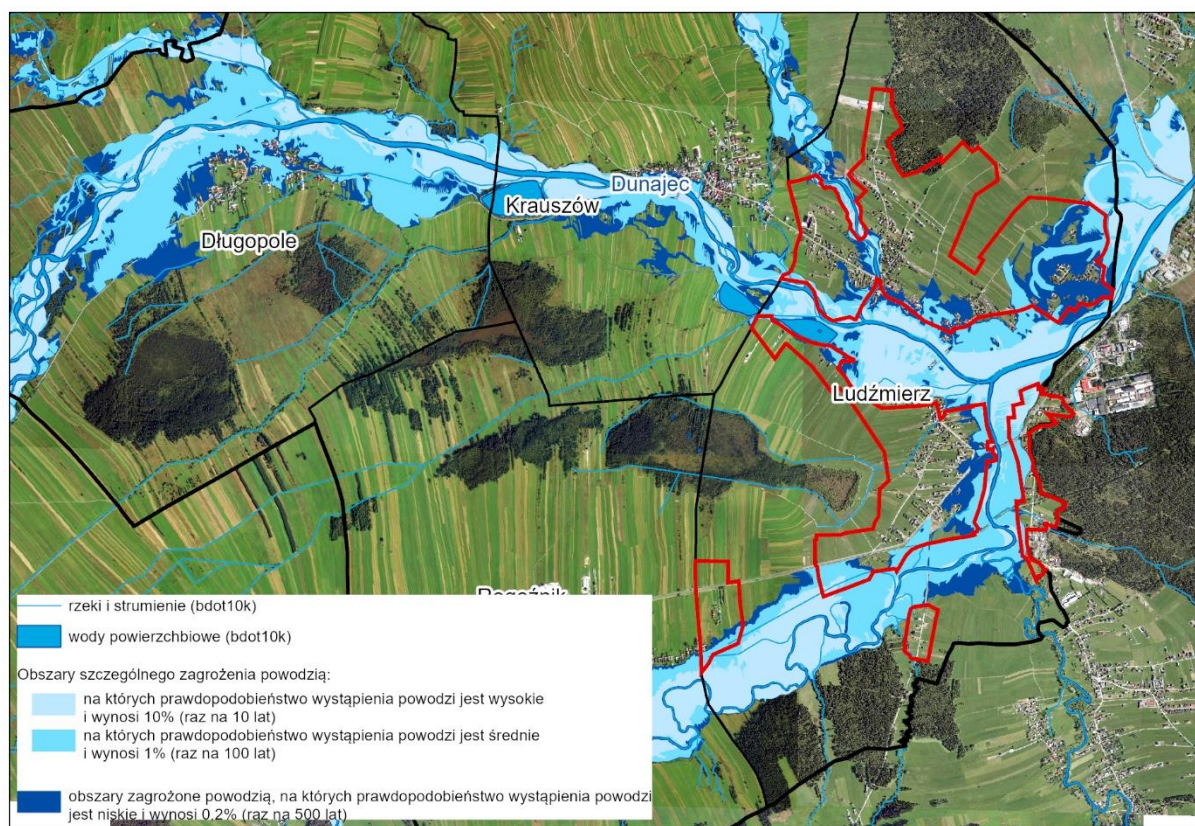 Dunajec
Krauszów
Długopole
Ludźmierz
Rogoźnik
rzeki i strumienie (bdot10k)
wody powierzchbiowe (bdot10k)
Obszary szczególnego zagrożenia powodzią:
na których prawdopodobieństwo wystąpienia powodzi jest wysokie
i wynosi 10% (raz na 10 lat)
na których prawdopodobieństwo wystąpienia powodzi jest średnie
i wynosi 1% (raz na 100 lat)
obszary zagrożone powodzią, na których prawdopodobieństwo wystąpienia powodzi
jest niskie i wynosi 0,2% (raz na 500 lat)